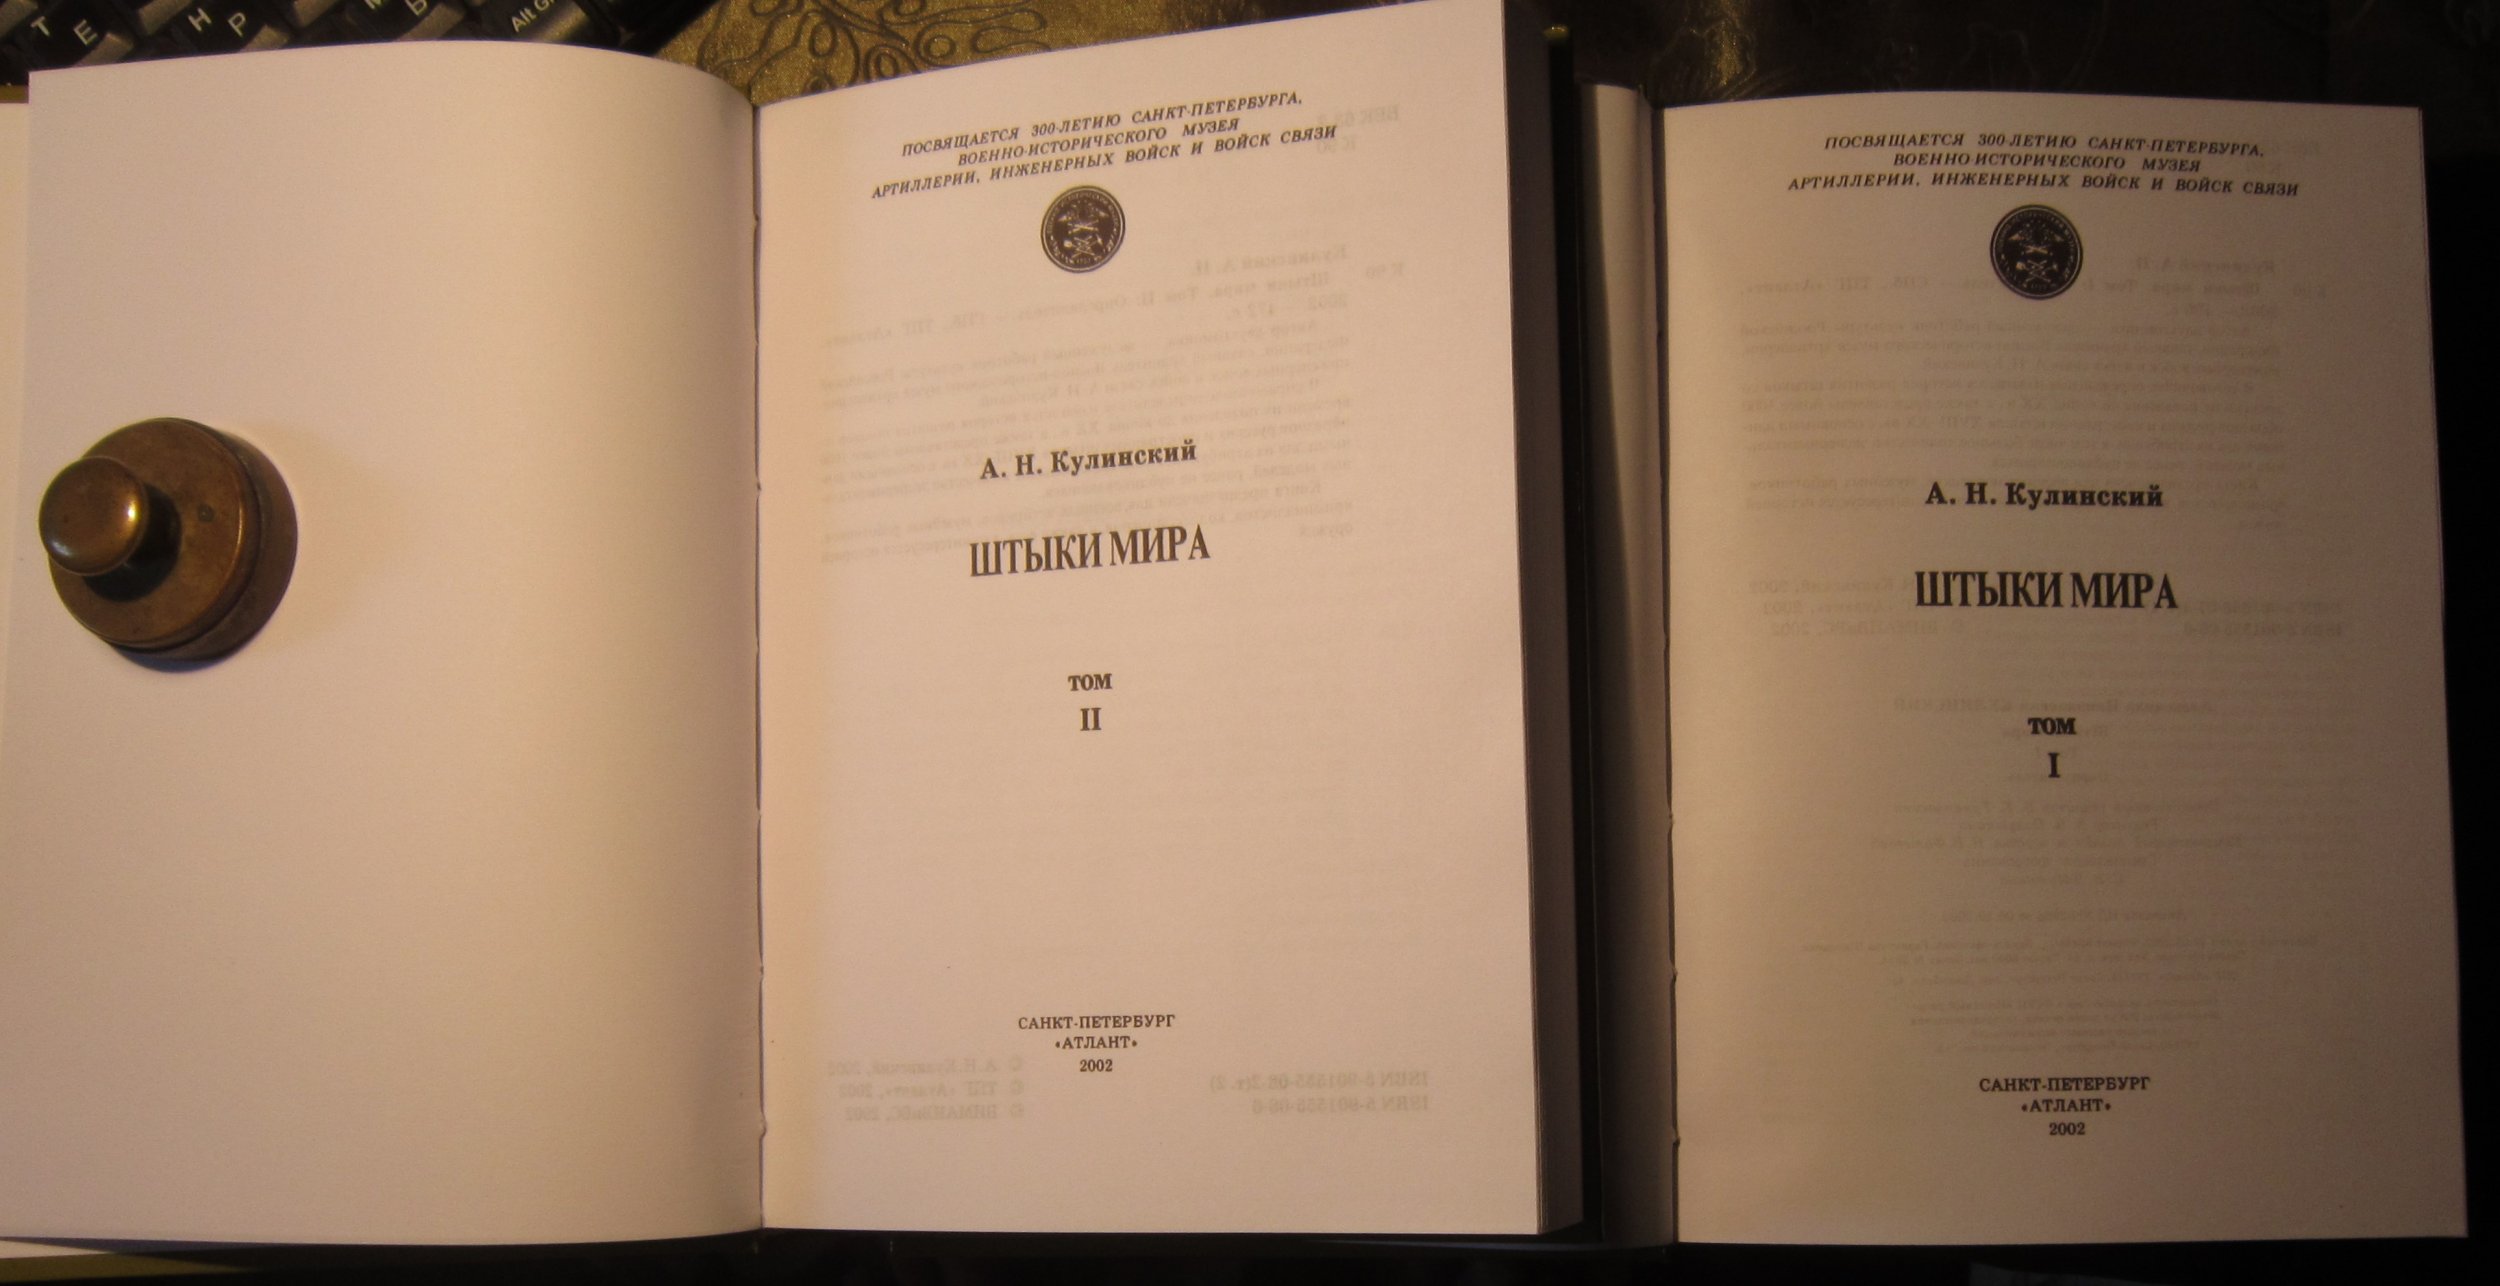 Т
Е
Н
Р
Ь
Alt G
ПОСВЯЩАЕТСЯ 300-ЛЕТИЮ САНКТ-ПЕТЕРБУРГА,
ВОЕННО-ИСТОРИЧЕСКОГО МУЗЕЯ
АРТИЛЛЕРИИ, ИНЖЕНЕРНЫХ ВОЙСК И ВОЙСК СВЯЗИ
А. Н. Кулинский
ШТЫКИ МИРА
ТОМ
II
САНКТ-ПЕТЕРБУРГ
«АТЛАНТ»
2002
ПОСВЯЩАЕТСЯ 300-ЛЕТИЮ САНКТ-ПЕТЕРБУРГА,
ВОЕННО-ИСТОРИЧЕСКОГО МУЗЕЯ
АРТИЛЛЕРИИ, ИНЖЕНЕРНЫХ ВОЙСК И ВОЙСК СВЯЗИ
А. Н. Кулинский
ШТЫКИ МИРА
ТОМ
I
САНКТ-ПЕТЕРБУРГ
«АТЛАНТ»
2002